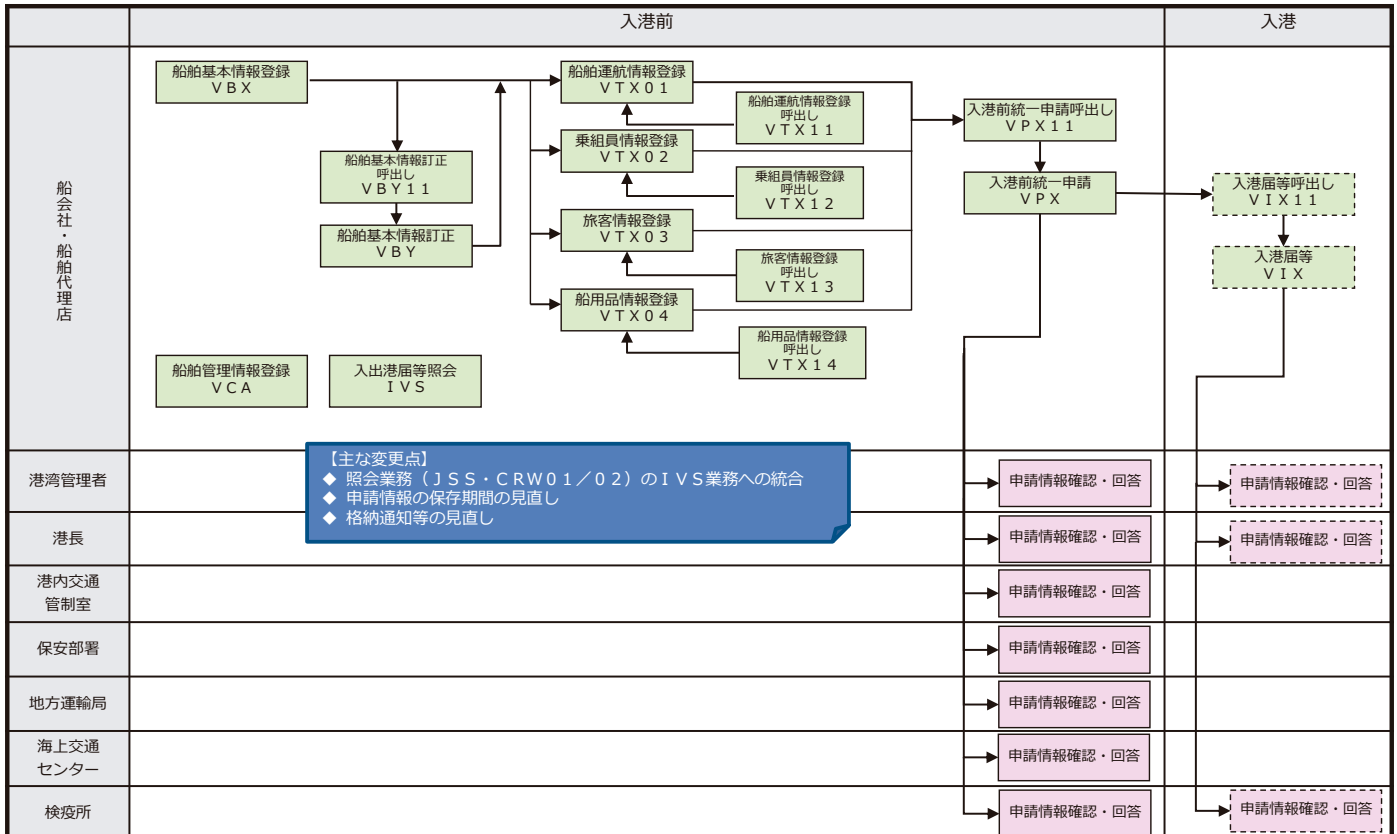 入港前
入港
船会社・船舶代理店
船舶基本情報登録
ＶＢＸ
船舶基本情報訂正
呼出し
ＶＢＹ１１
船舶基本情報訂正
ＶＢＹ
船舶運航情報登録
ＶＴＸ０１
船舶運航情報登録
呼出し
ＶＴＸ１１
乗組員情報登録
ＶＴＸ０２
乗組員情報登録
呼出し
ＶＴＸ１２
旅客情報登録
ＶＴＸ０３
旅客情報登録
呼出し
ＶＴＸ１３
船用品情報登録
ＶＴＸ０４
船用品情報登録
呼出し
ＶＴＸ１４
入港前統一申請呼出し
ＶＰＸ１１
入港前統一申請
ＶＰＸ
入港届等呼出し
ＶＩＸ１１
入港届等
ＶＩＸ
船舶管理情報登録
ＶＣＡ
入出港届等照会
ＩＶＳ
【主な変更点】
◆ 照会業務（ＪＳＳ・ＣＲＷ０１／０２）のＩＶＳ業務への統合
◆ 申請情報の保存期間の見直し
◆ 格納通知等の見直し
港湾管理者
申請情報確認・回答
申請情報確認・回答
港長
申請情報確認・回答
申請情報確認・回答
港内交通
管制室
申請情報確認・回答
保安部署
申請情報確認・回答
地方運輸局
申請情報確認・回答
海上交通
センター
申請情報確認・回答
検疫所
申請情報確認・回答
申請情報確認・回答